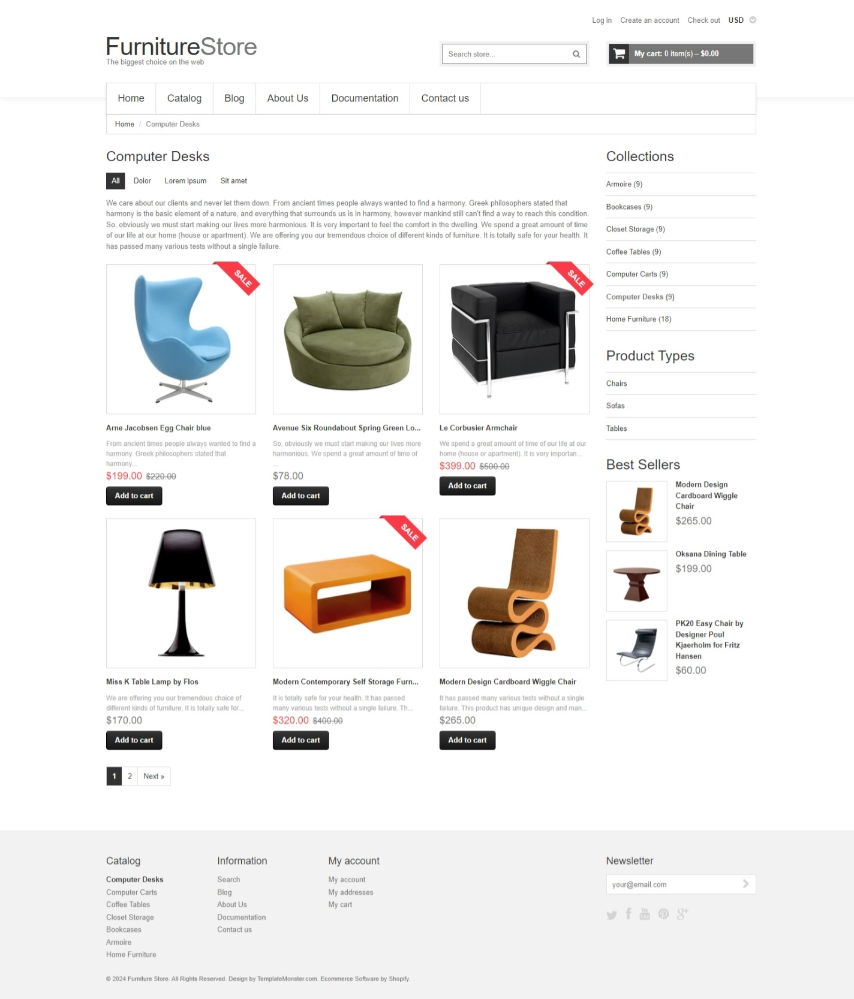 Log in Create an account Check out USD
FurnitureStore
The biggest choice on the web
Search store...
My cart: 0 item(s) – $0.00
Home Catalog Blog About Us Documentation Contact us
Home / Computer Desks
Computer Desks
All Dolor Lorem ipsum Sit amet
We care about our clients and never let them down. From ancient times people always wanted to find a harmony. Greek philosophers stated that
harmony is the basic element of a nature, and everything that surrounds us is in harmony, however mankind still can't find a way to reach this condition.
So, obviously we must start making our lives more harmonious. It is very important to feel the comfort in the dwelling. We spend a great amount of time
of our life at our home (house or apartment). We are offering you our tremendous choice of different kinds of furniture. It is totally safe for your health. It
has passed many various tests without a single failure.
SALE
Arne Jacobsen Egg Chair blue
From ancient times people always wanted to find a
harmony. Greek philosophers stated that
harmony...
$199.00 $220.00
Add to cart
Avenue Six Roundabout Spring Green Lo...
So, obviously we must start making our lives more
harmonious. We spend a great amount of time of
...
$78.00
Add to cart
SALE
Le Corbusier Armchair
We spend a great amount of time of our life at our
home (house or apartment). It is very importan...
$399.00 $500.00
Add to cart
Miss K Table Lamp by Flos
We are offering you our tremendous choice of
different kinds of furniture. It is totally safe for...
$170.00
Add to cart
SALE
Modern Contemporary Self Storage Furn...
It is totally safe for your health. It has passed
many various tests without a single failure. Th...
$320.00 $400.00
Add to cart
Modern Design Cardboard Wiggle Chair
It has passed many various tests without a single
failure. This product has unique design and man...
$265.00
Add to cart
1 2 Next »
Collections
Armoire (9)
Bookcases (9)
Closet Storage (9)
Coffee Tables (9)
Computer Carts (9)
Computer Desks (9)
Home Furniture (18)
Product Types
Chairs
Sofas
Tables
Best Sellers
Modern Design
Cardboard Wiggle
Chair
$265.00
Oksana Dining Table
$199.00
PK20 Easy Chair by
Designer Poul
Kjaerholm for Fritz
Hansen
$60.00
Catalog
Computer Desks
Computer Carts
Coffee Tables
Closet Storage
Bookcases
Armoire
Home Furniture
Information
Search
Blog
About Us
Documentation
Contact us
My account
My account
My addresses
My cart
Newsletter
your@email.com
© 2024 Furniture Store. All Rights Reserved. Design by TemplateMonster.com. Ecommerce Software by Shopify.